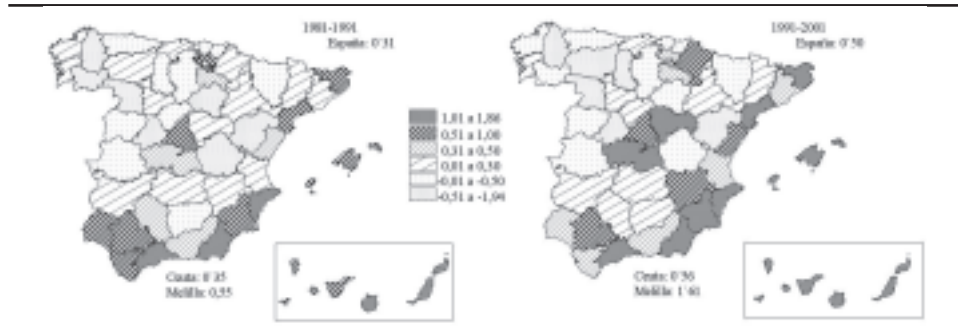 1981-1991
España: 0'31
1991-2001
España: 0'50
1,01 a 1,86
0,51 a 1,00
0,31 a 0,50
0,01 a 0,30
-0,01 a -0,50
-0,51 a -1,94
Ceuta: 0'35
Melilla: 0,55
Ceuta: 0'56
Melilla: 1'61